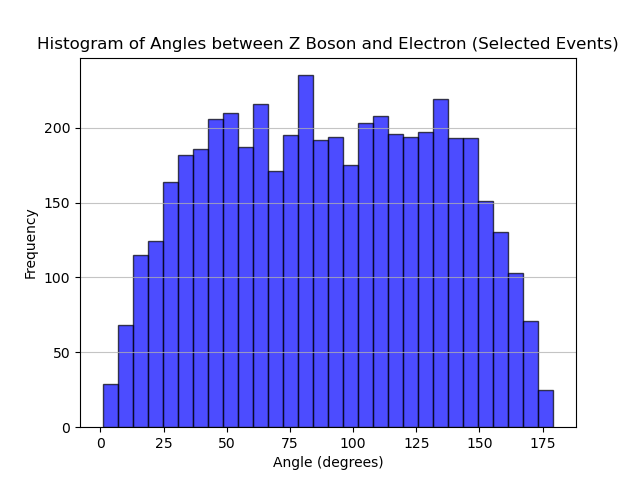 Histogram of Angles between Z Boson and Electron (Selected Events)
200
150
100
50
0
Frequency
0 25 50 75 100 125 150 175
Angle (degrees)